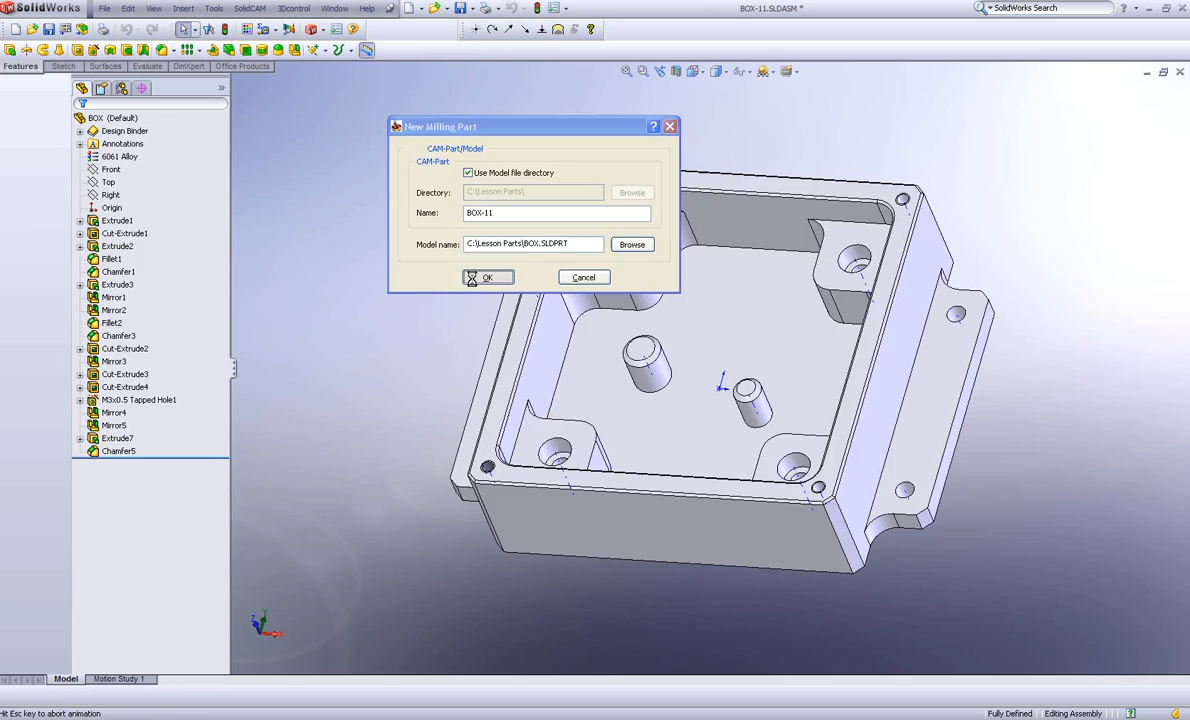 SolidWorks File Edit View Insert Tools SolidCAM 3Dcontrol Window Help BOX-11.SLDASM * SolidWorks Search
Features Sketch Surfaces Evaluate DimXpert Office Products
BOX (Default)
Design Binder
Annotations
6061 Alloy
Front
Top
Right
Origin
Extrude1
Cut-Extrude1
Extrude2
Fillet1
Chamfer1
Extrude3
Mirror1
Mirror2
Fillet2
Chamfer3
Cut-Extrude2
Mirror3
Cut-Extrude3
Cut-Extrude4
M3x0.5 Tapped Hole1
Mirror4
Mirror5
Extrude7
Chamfer5
New Milling Part
CAM-Part/Model
CAM-Part
Use Model file directory
Directory: C:\Lesson Parts\ Browse
Name: BOX-11
Model name: C:\Lesson Parts\BOX.SLDPRT Browse
OK Cancel
Model Motion Study 1
Hit Esc key to abort animation Fully Defined Editing Assembly